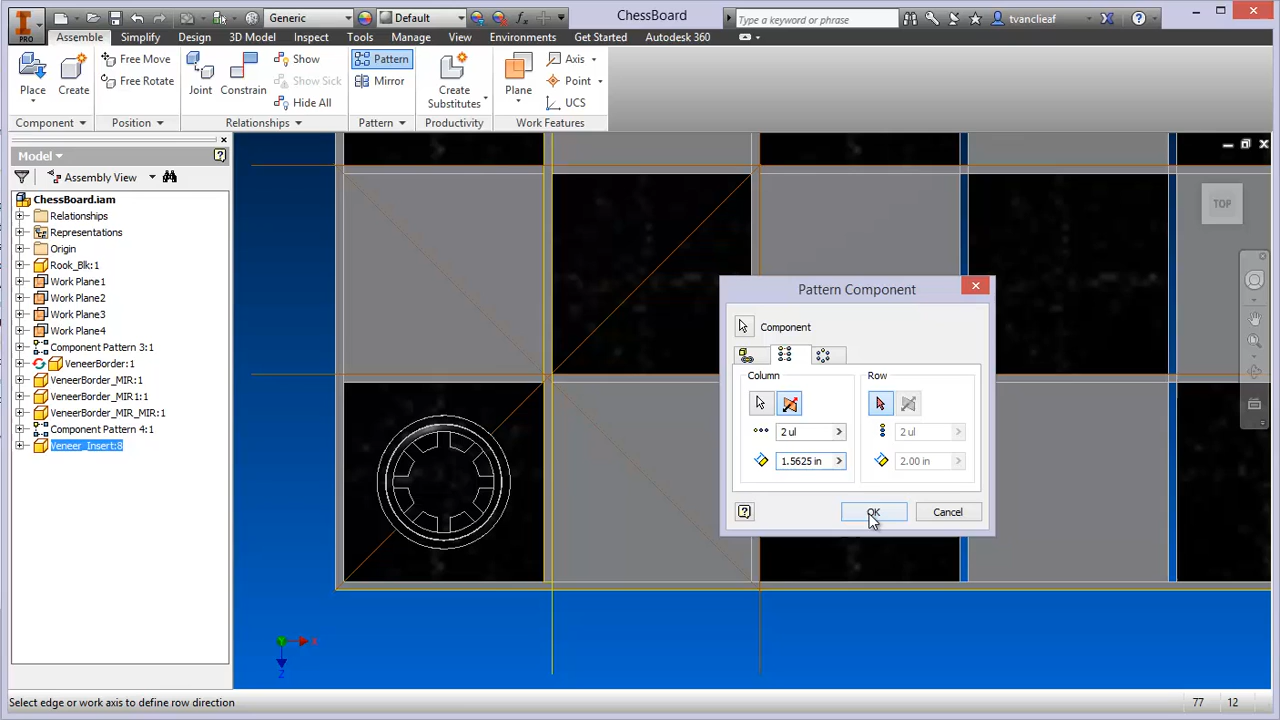 Generic
Default
ChessBoard
Type a keyword or phrase
tvanclieaf
PRO
Assemble
Simplify
Design
3D Model
Inspect
Tools
Manage
View
Environments
Get Started
Autodesk 360
Place
Create
Free Move
Free Rotate
Joint
Constrain
Show
Show Sick
Hide All
Pattern
Mirror
Create
Substitutes
Plane
Axis
Point
UCS
Component
Position
Relationships
Pattern
Productivity
Work Features
Model
Assembly View
ChessBoard.iam
Relationships
Representations
Origin
Rook_Blk:1
Work Plane1
Work Plane2
Work Plane3
Work Plane4
Component Pattern 3:1
VeneerBorder:1
VeneerBorder_MIR:1
VeneerBorder_MIR1:1
VeneerBorder_MIR_MIR:1
Component Pattern 4:1
Veneer_Insert:8
TOP
Pattern Component
Component
Column
Row
2 ul
2 ul
1.5625 in
2.00 in
OK
Cancel
X
Z
Select edge or work axis to define row direction
77
12